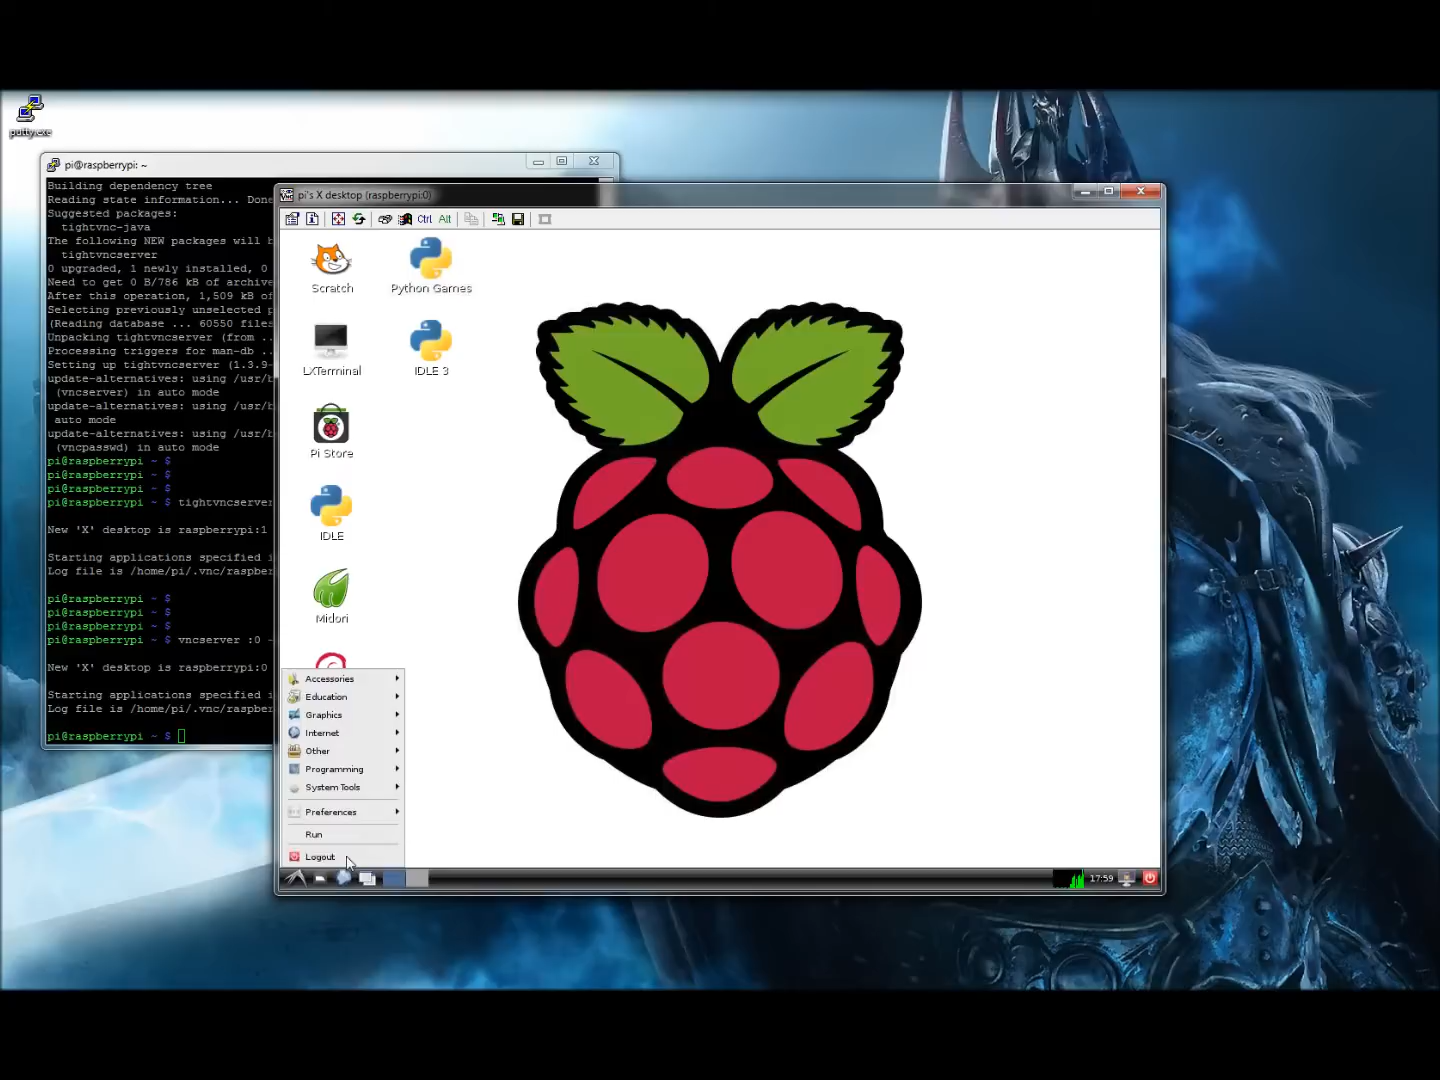 putty.exe
pi@raspberrypi: ~
Building dependency tree
Reading state information... Done
Suggested packages:
tightvnc-java
The following NEW packages will b
tightvncserver
0 upgraded, 1 newly installed, 0
Need to get 0 B/786 kB of archive
After this operation, 1,509 kB of
Selecting previously unselected p
(Reading database ... 60550 files
Unpacking tightvncserver (from ..
Processing triggers for man-db ..
Setting up tightvncserver (1.3.9-
update-alternatives: using /usr/b
(vncserver) in auto mode
update-alternatives: using /usr/b
auto mode
update-alternatives: using /usr/b
(vncpasswd) in auto mode
pi@raspberrypi ~ $
pi@raspberrypi ~ $
pi@raspberrypi ~ $
pi@raspberrypi ~ $ tightvncserver
New 'X' desktop is raspberrypi:1
Starting applications specified i
Log file is /home/pi/.vnc/raspber
pi@raspberrypi ~ $
pi@raspberrypi ~ $
pi@raspberrypi ~ $
pi@raspberrypi ~ $ vncserver :0 -
New 'X' desktop is raspberrypi:0
Starting applications specified i
Log file is /home/pi/.vnc/raspber
pi@raspberrypi ~ $
pi's X desktop (raspberrypi:0)
Ctrl Alt
Scratch
Python Games
LXTerminal
IDLE 3
Pi Store
IDLE
Midori
Accessories
Education
Graphics
Internet
Other
Programming
System Tools
Preferences
Run
Logout
17:59